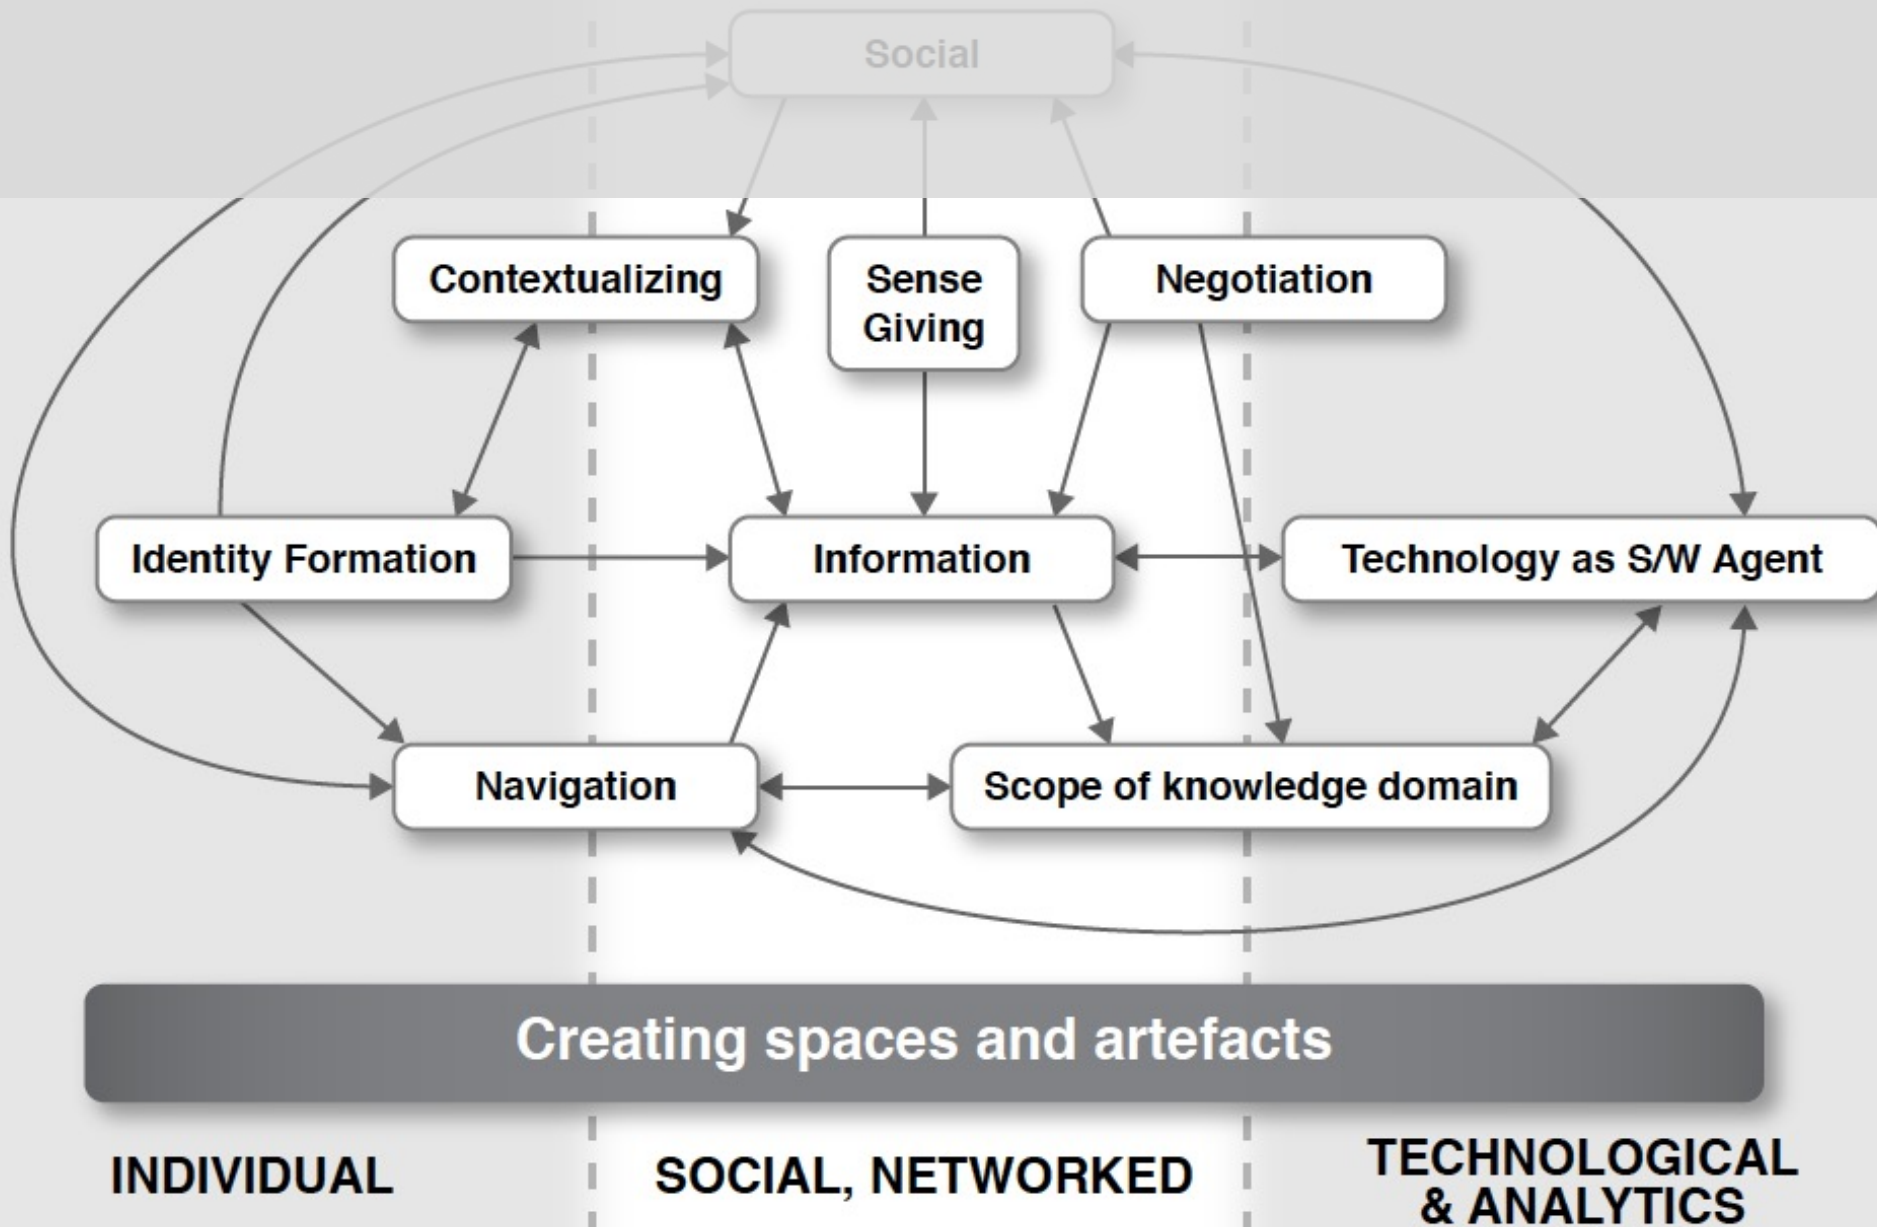 Social
Contextualizing
Sense
Giving
Negotiation
Identity Formation
Information
Technology as S/W Agent
Navigation
Scope of knowledge domain
Creating spaces and artefacts
INDIVIDUAL
SOCIAL, NETWORKED
TECHNOLOGICAL
& ANALYTICS